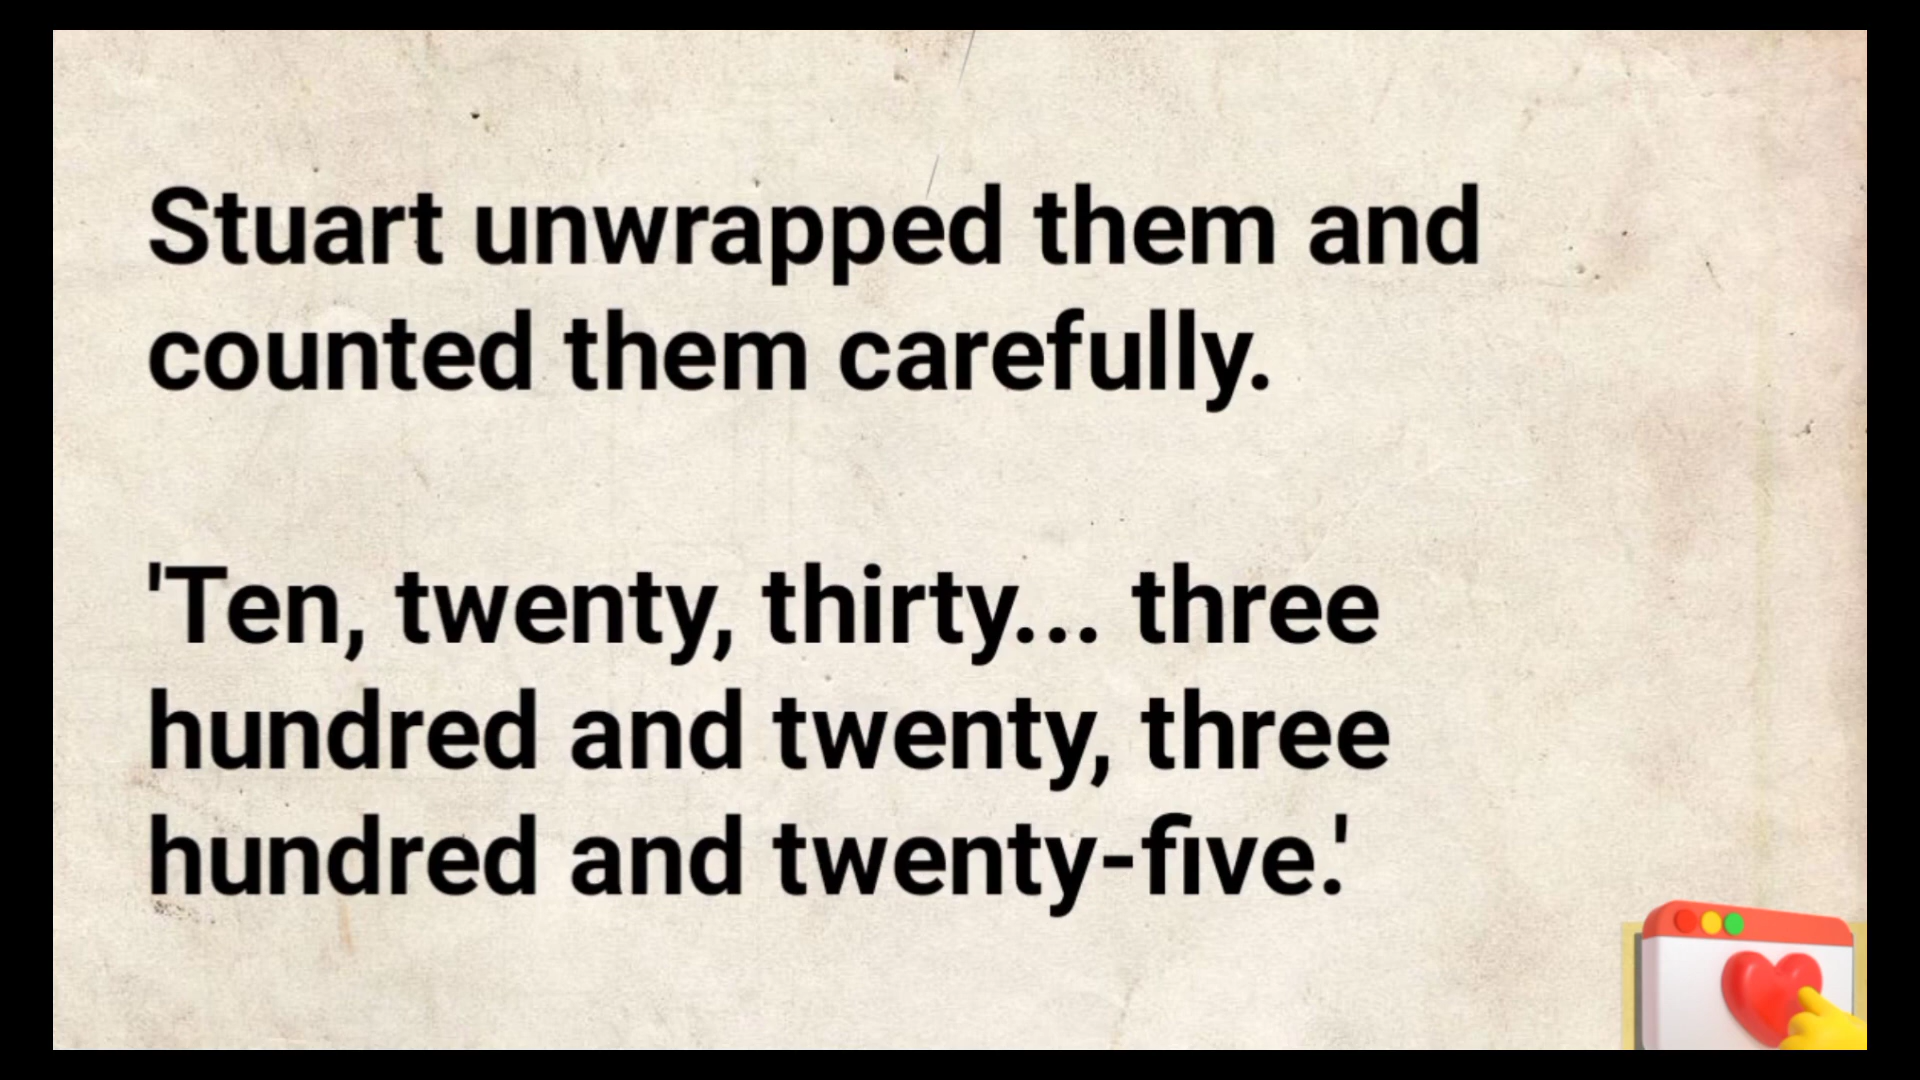 Stuart unwrapped them and
counted them carefully.
'Ten, twenty, thirty... three
hundred and twenty, three
hundred and twenty-five.'